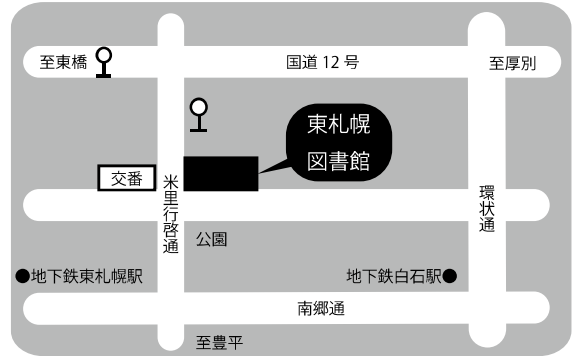 至東橋
国道12号
至厚別
東札幌
図書館
交番
米里行啓通
環状通
公園
●地下鉄東札幌駅
地下鉄白石駅●
南郷通
至豊平